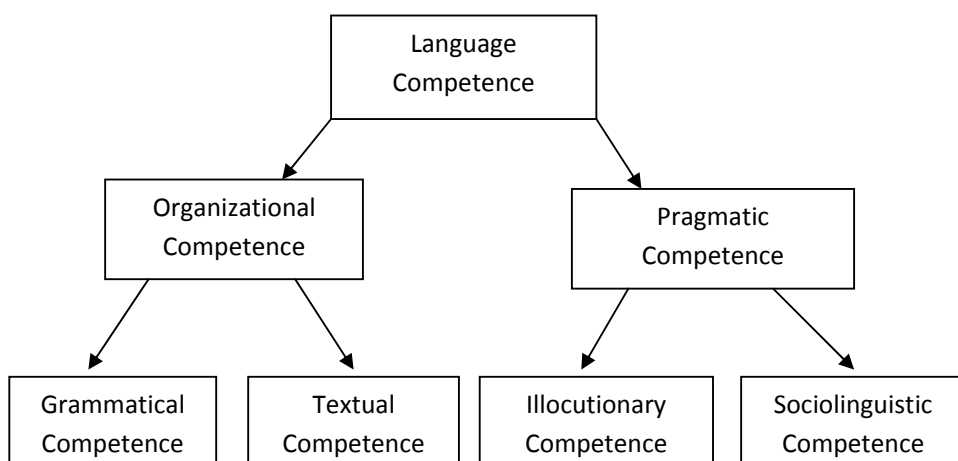 Language
Competence
Organizational
Competence
Pragmatic
Competence
Grammatical
Competence
Textual
Competence
Illocutionary
Competence
Sociolinguistic
Competence